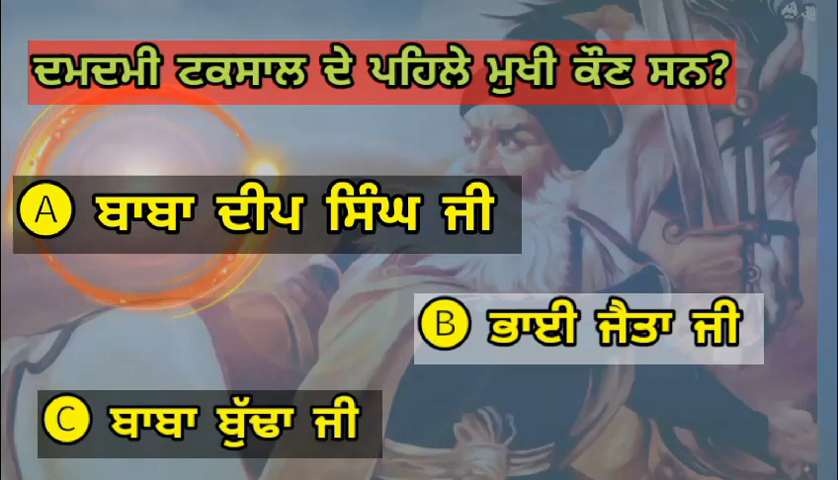 ਦਮਦਮੀ ਟਕਸਾਲ ਦੇ ਪਹਿਲੇ ਮੁਖੀ ਕੌਣ ਸਨ?
A ਬਾਬਾ ਦੀਪ ਸਿੰਘ ਜੀ
B ਭਾਈ ਜੈਤਾ ਜੀ
C ਬਾਬਾ ਬੁੱਢਾ ਜੀ